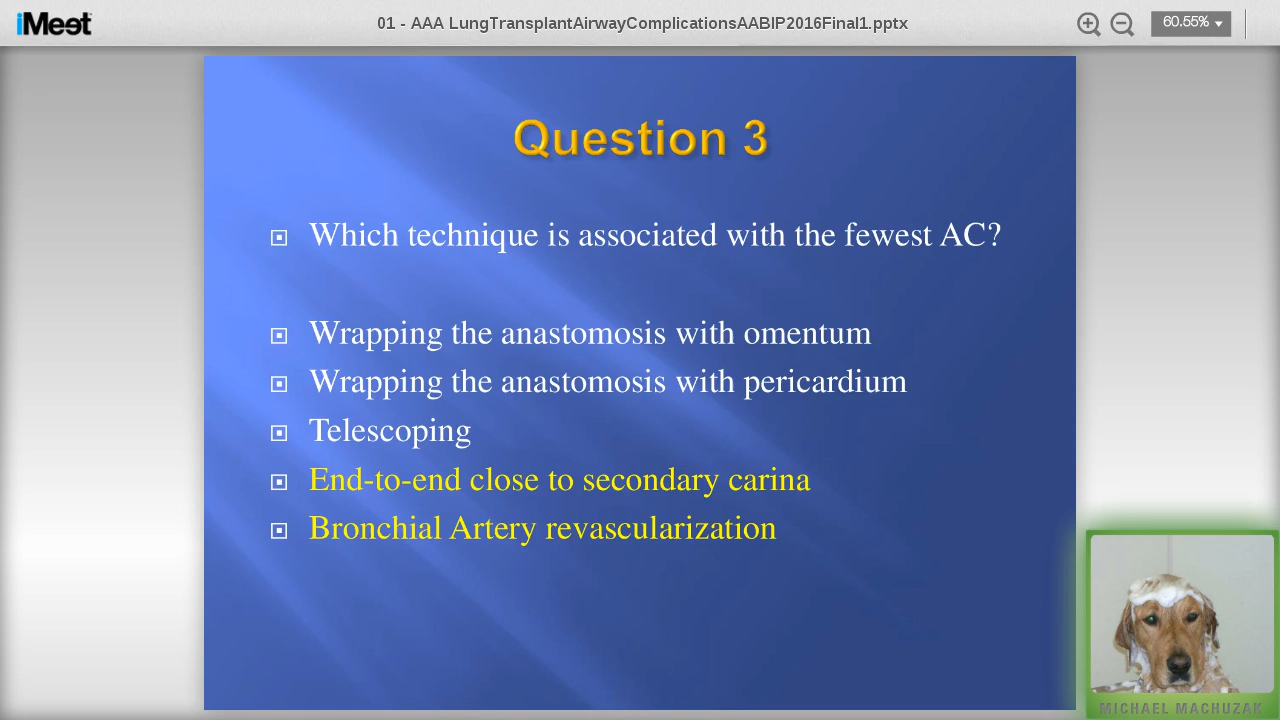 iMeet
01 - AAA LungTransplantAirwayComplicationsAABIP2016Final1.pptx
60.55%
Question 3
Which technique is associated with the fewest AC?
Wrapping the anastomosis with omentum
Wrapping the anastomosis with pericardium
Telescoping
End-to-end close to secondary carina
Bronchial Artery revascularization
MICHAEL MACHUZAK